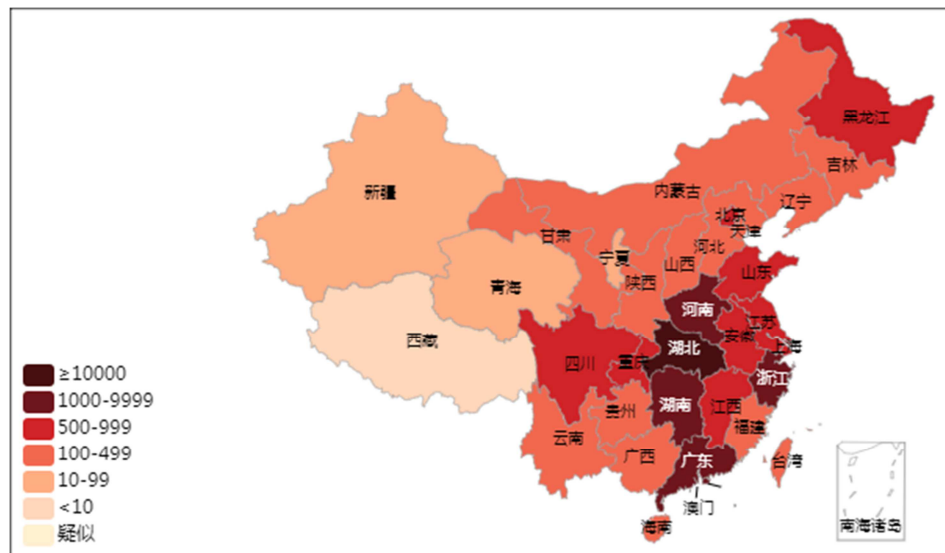 黑龙江
吉林
新疆
内蒙古
辽宁
北京
天津
甘肃
宁夏
河北
山西
山东
青海
陕西
河南
西藏
江苏
安徽
湖北
上海
四川
重庆
浙江
湖南
江西
贵州
福建
云南
广西
广东
台湾
澳门
海南
南海诸岛
≥10000
1000-9999
500-999
100-499
10-99
<10
疑似